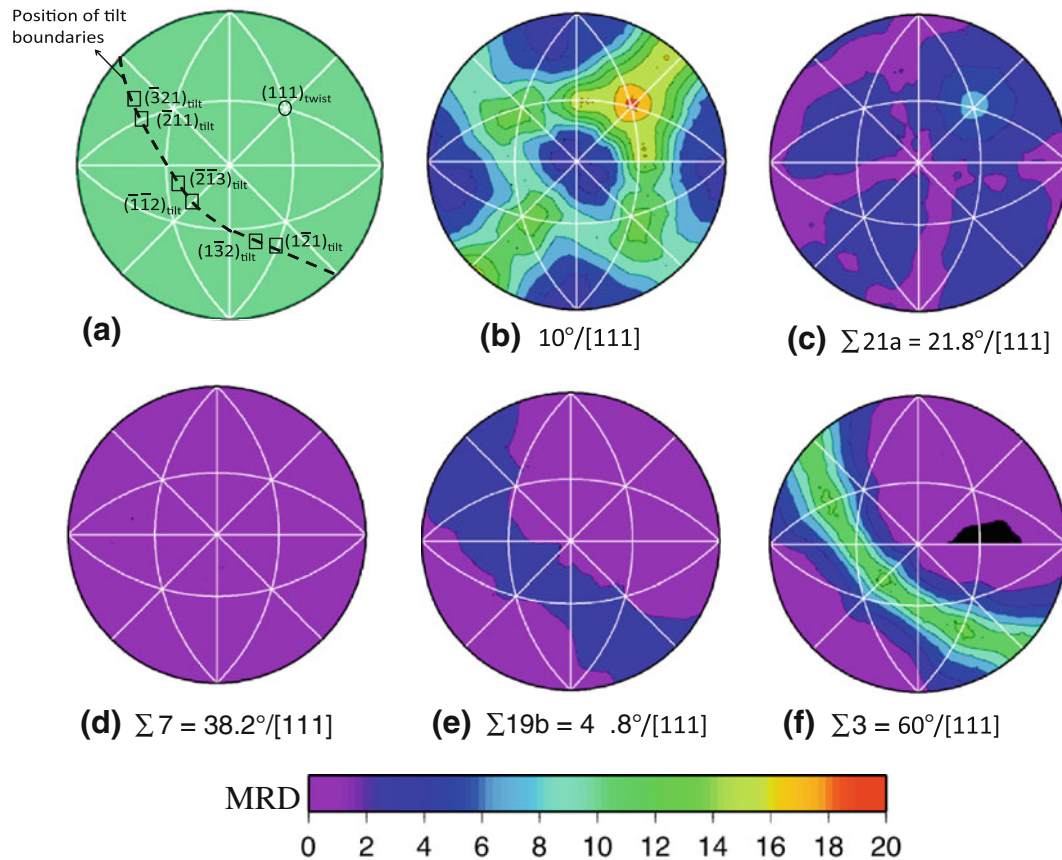 Position of tilt
boundaries
(111)twist
(3̅21)tilt
(2̅11)tilt
(2̅1̅3)tilt
(1̅1̅2)tilt
(13̅2)tilt
(12̅1)tilt
(a)
(b) 10°/[111]
(c) ∑21a = 21.8°/[111]
(d) ∑7 = 38.2°/[111]
(e) ∑19b = 4 .8°/[111]
(f) ∑3 = 60°/[111]
MRD
0 2 4 6 8 10 12 14 16 18 20